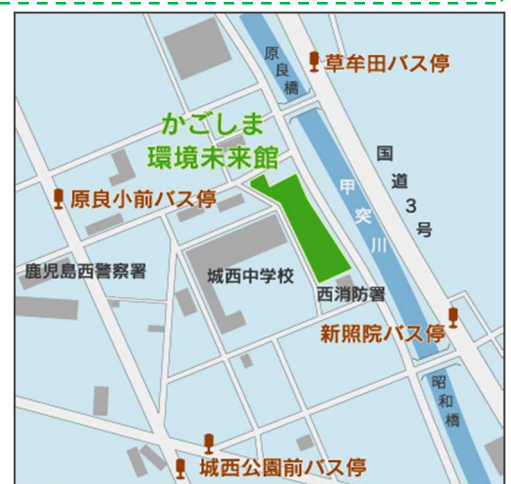 原良橋
草牟田バス停
かごしま
環境未来館
国道3号
甲突川
原良小前バス停
鹿児島西警察署
城西中学校
西消防署
新照院バス停
昭和橋
城西公園前バス停